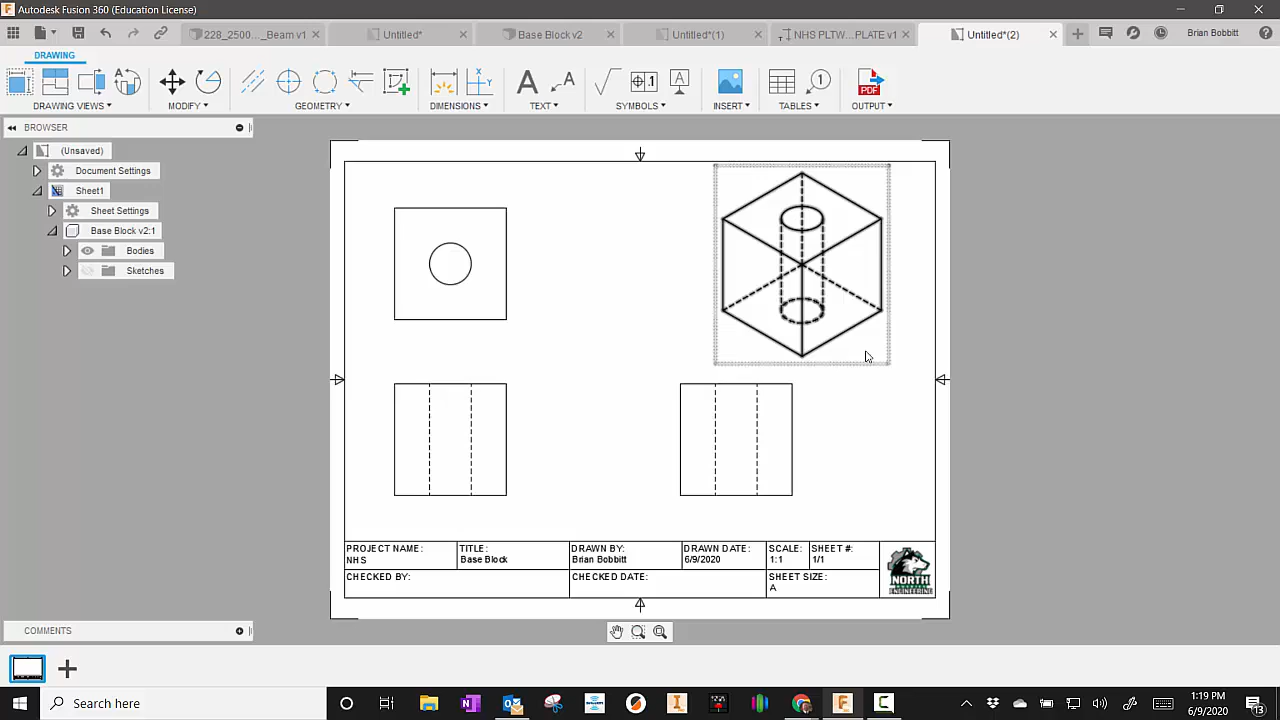 Autodesk Fusion 360 (Education License)
228_2500..._Beam v1
Untitled*
Base Block v2
Untitled*(1)
NHS PLTW...PLATE v1
Untitled*(2)
Brian Bobbitt
DRAWING
DRAWING VIEWS
MODIFY
GEOMETRY
DIMENSIONS
TEXT
SYMBOLS
INSERT
TABLES
OUTPUT
BROWSER
(Unsaved)
Document Settings
Sheet1
Sheet Settings
Base Block v2:1
Bodies
Sketches
PROJECT NAME:
NHS
TITLE:
Base Block
DRAWN BY:
Brian Bobbitt
DRAWN DATE:
6/9/2020
SCALE:
1:1
SHEET #:
1/1
CHECKED BY:
CHECKED DATE:
SHEET SIZE:
A
NORTH
ENGINEERING
COMMENTS
Search here
1:19 PM
6/9/2020